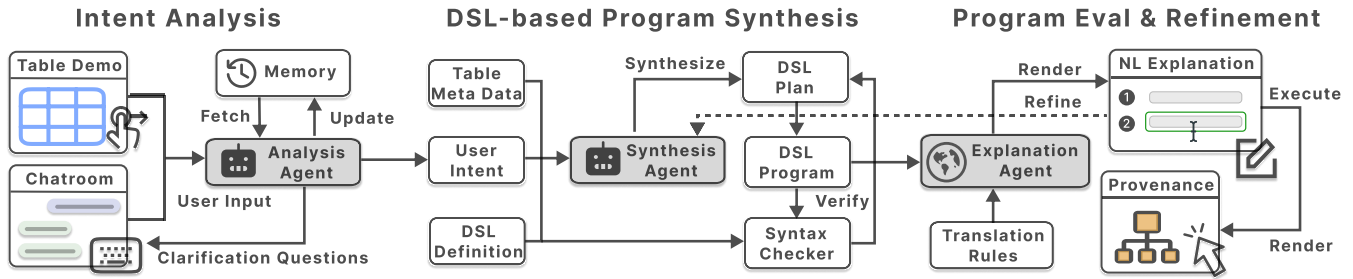 Intent Analysis
DSL-based Program Synthesis
Program Eval & Refinement
Table Demo
Memory
Fetch
Update
Analysis
Agent
Chatroom
User Input
Clarification Questions
Table
Meta Data
User
Intent
DSL
Definition
Synthesize
Synthesis
Agent
DSL
Plan
DSL
Program
Verify
Syntax
Checker
Render
Refine
Explanation
Agent
Translation
Rules
NL Explanation
1
2
Execute
Provenance
Render